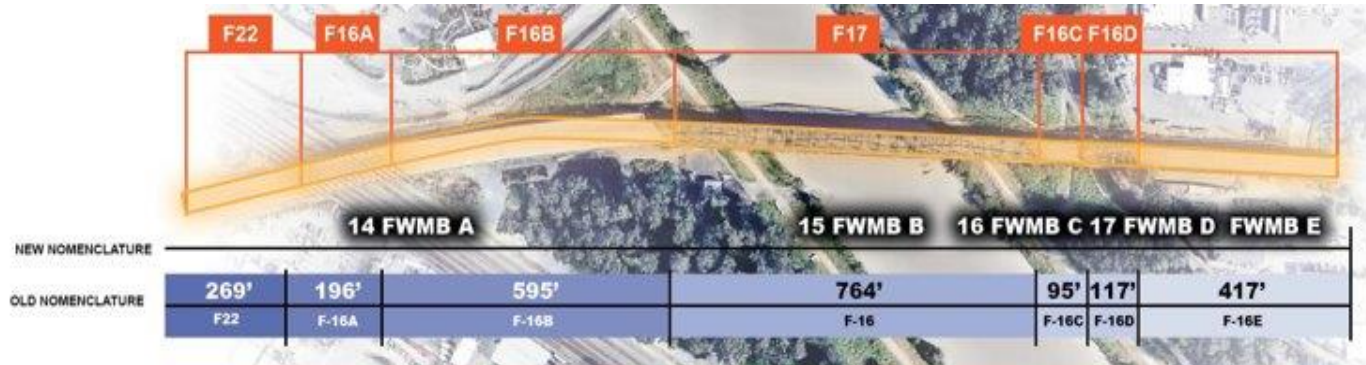 F22 F16A F16B F17 F16C F16D
14 FWMB A 15 FWMB B 16 FWMB C 17 FWMB D FWMB E
NEW NOMENCLATURE
OLD NOMENCLATURE
269' 196' 595' 764' 95' 117' 417'
F22 F-16A F-16B F-16 F-16C F-16D F-16E